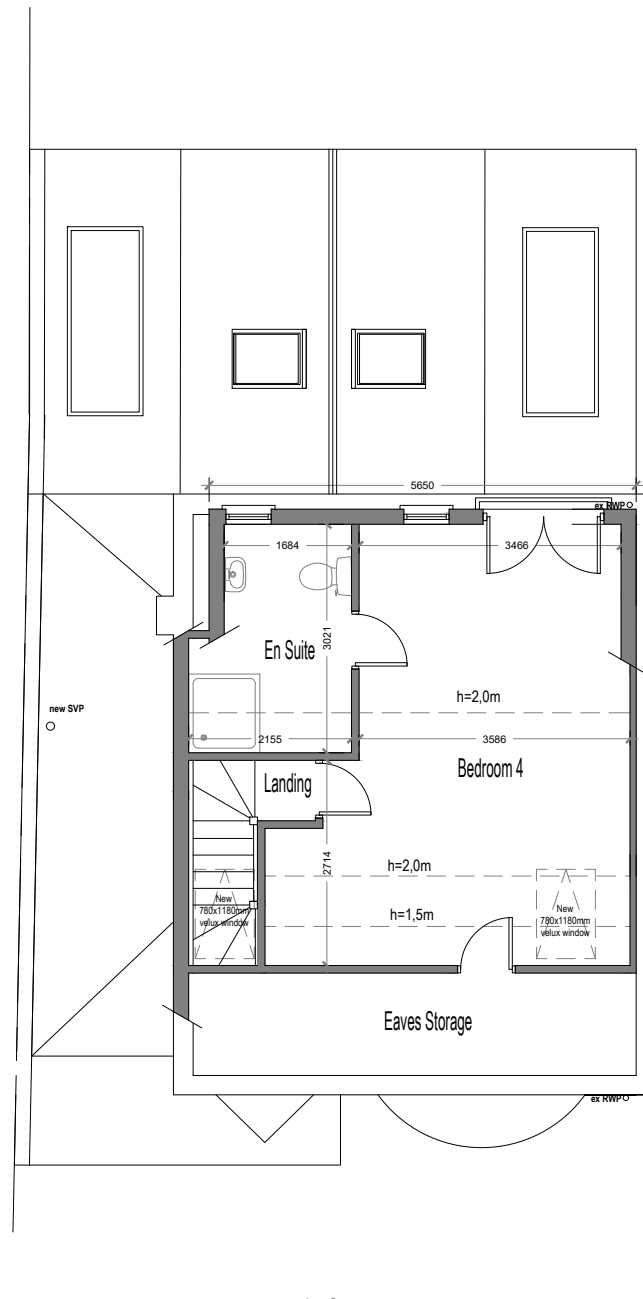 5650
ex RWP
1684
3466
En Suite
3021
h=2,0m
new SVP
2155
3586
Landing
Bedroom 4
2714
h=2,0m
New
780x1180mm
velux window
h=1,5m
New
780x1180mm
velux window
Eaves Storage
ex RWP